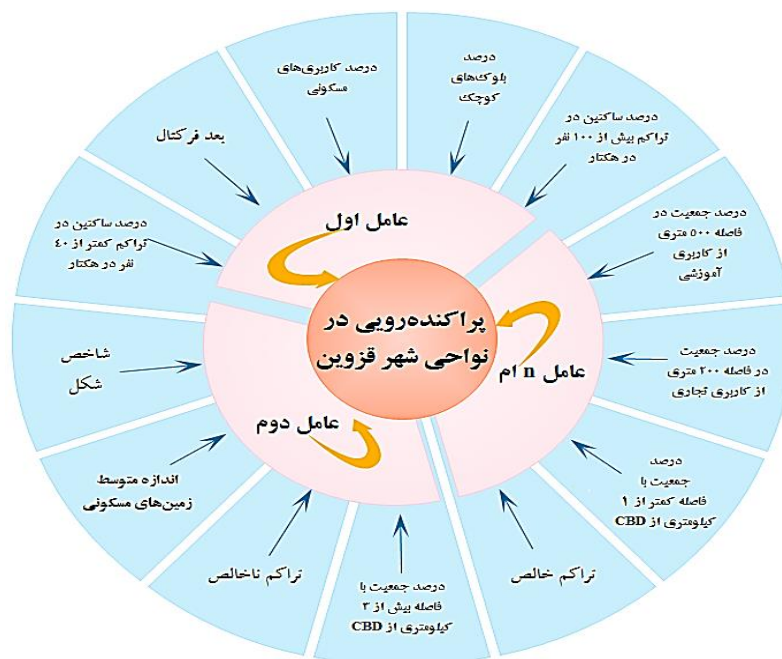 درصد
بلوک‌های
کوچک
درصد ساکنین در
تراکم بیش از ۱۰۰ نفر
در هکتار
درصد جمعیت در
فاصله ۵۰۰ متری
از کاربری
آموزشی
درصد جمعیت
در فاصله ۲۰۰ متری
از کاربری تجاری
درصد
جمعیت با
فاصله کمتر از ۱
کیلومتری از CBD
تراکم خالص
درصد جمعیت با
فاصله بیش از ۳
کیلومتری از CBD
تراکم ناخالص
اندازه متوسط
زمین‌های مسکونی
شاخص
شکل
درصد ساکنین در
تراکم کمتر از ۴۰
نفر در هکتار
بعد فرکتال
درصد کاربری‌های
مسکونی
عامل اول
عامل n ام
عامل دوم
پراکنده‌رویی در
نواحی شهر قزوین